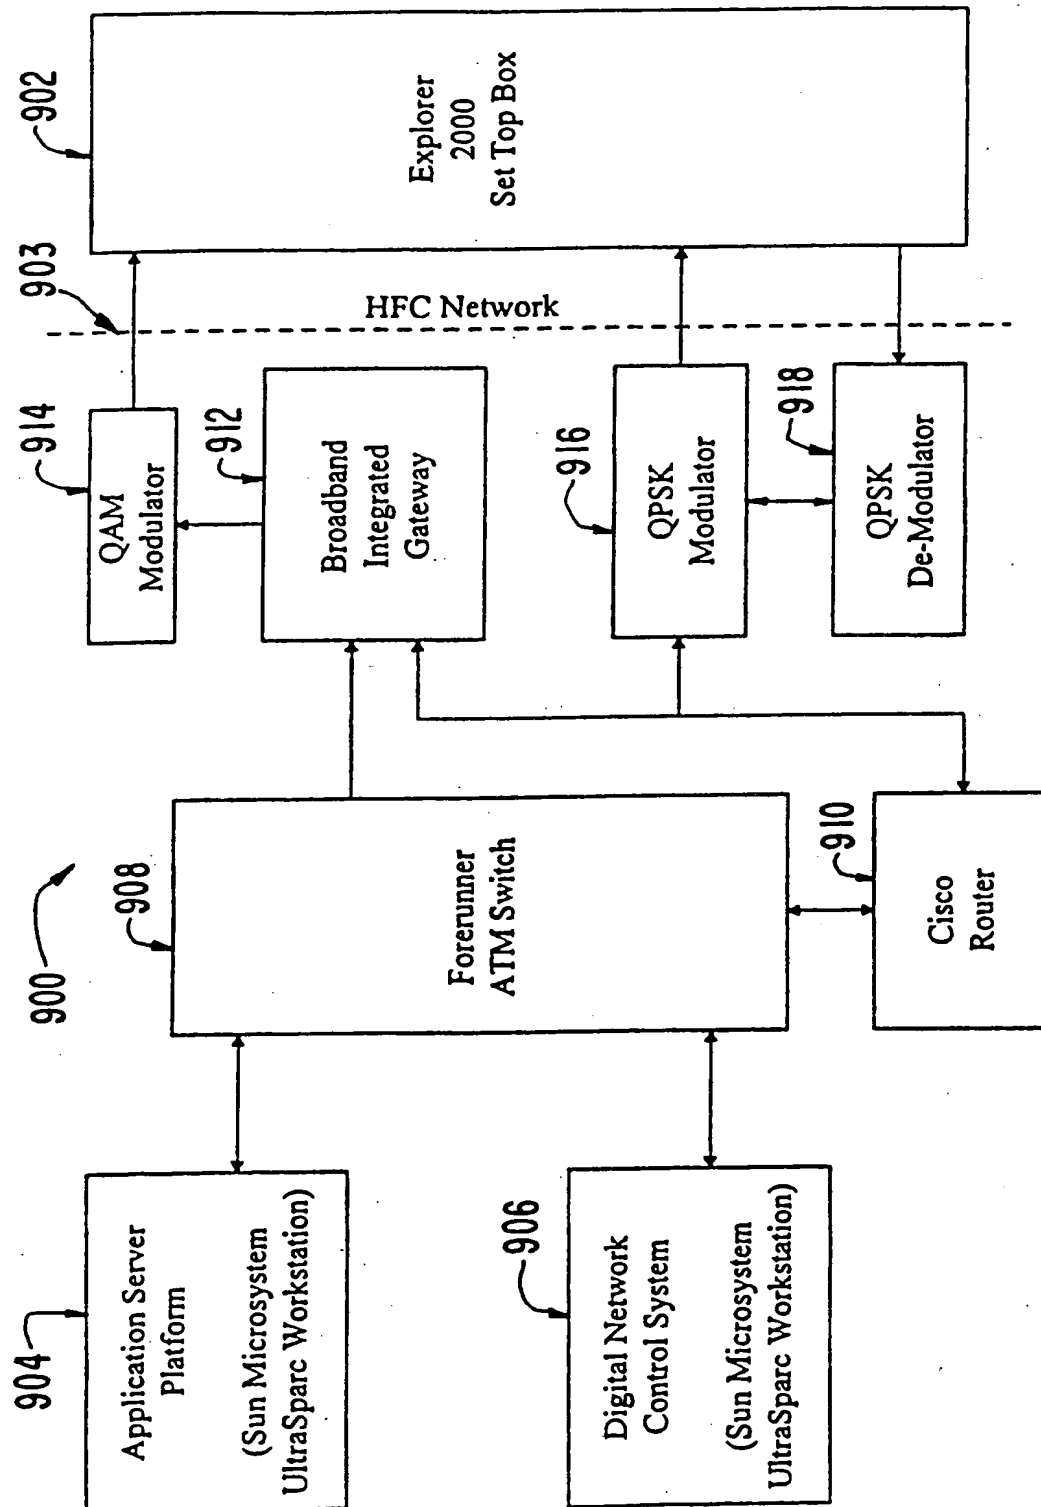 900
904
Application Server
Platform
(Sun Microsystem
UltraSparc Workstation)
906
Digital Network
Control System
(Sun Microsystem
UltraSparc Workstation)
908
Forerunner
ATM Switch
910
Cisco
Router
914
QAM
Modulator
912
Broadband
Integrated
Gateway
916
QPSK
Modulator
918
QPSK
De-Modulator
903
HFC Network
902
Explorer
2000
Set Top Box